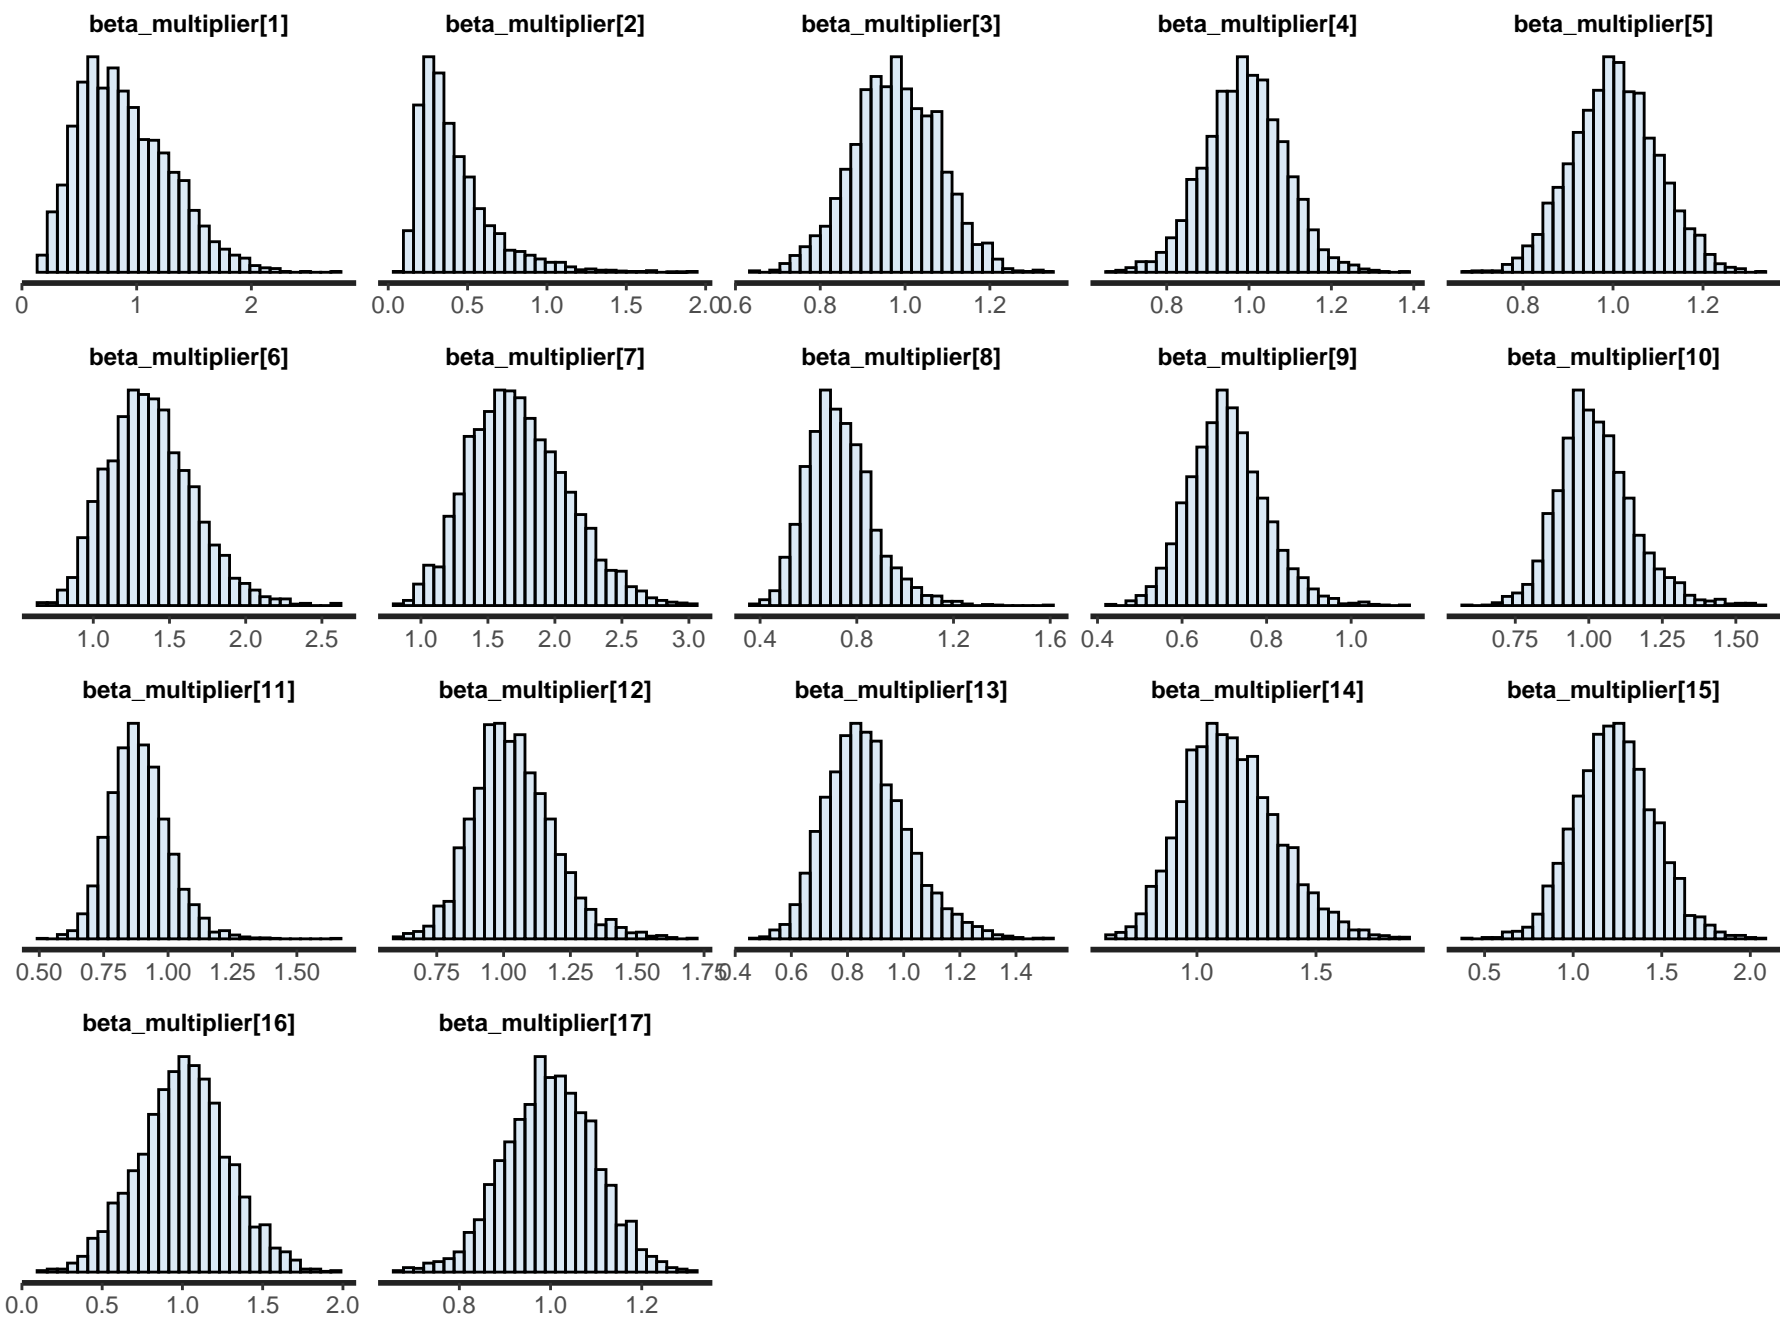 beta_multiplier[1] beta_multiplier[2] beta_multiplier[3] beta_multiplier[4] beta_multiplier[5]
0 1 2 0.0 0.5 1.0 1.5 2.0 0.6 0.8 1.0 1.2 0.8 1.0 1.2 1.4 0.8 1.0 1.2
beta_multiplier[6] beta_multiplier[7] beta_multiplier[8] beta_multiplier[9] beta_multiplier[10]
1.0 1.5 2.0 2.5 1.0 1.5 2.0 2.5 3.0 0.4 0.8 1.2 1.6 0.4 0.6 0.8 1.0 0.75 1.00 1.25 1.50
beta_multiplier[11] beta_multiplier[12] beta_multiplier[13] beta_multiplier[14] beta_multiplier[15]
0.50 0.75 1.00 1.25 1.50 0.75 1.00 1.25 1.50 1.75 0.4 0.6 0.8 1.0 1.2 1.4 1.0 1.5 0.5 1.0 1.5 2.0
beta_multiplier[16] beta_multiplier[17]
0.0 0.5 1.0 1.5 2.0 0.8 1.0 1.2